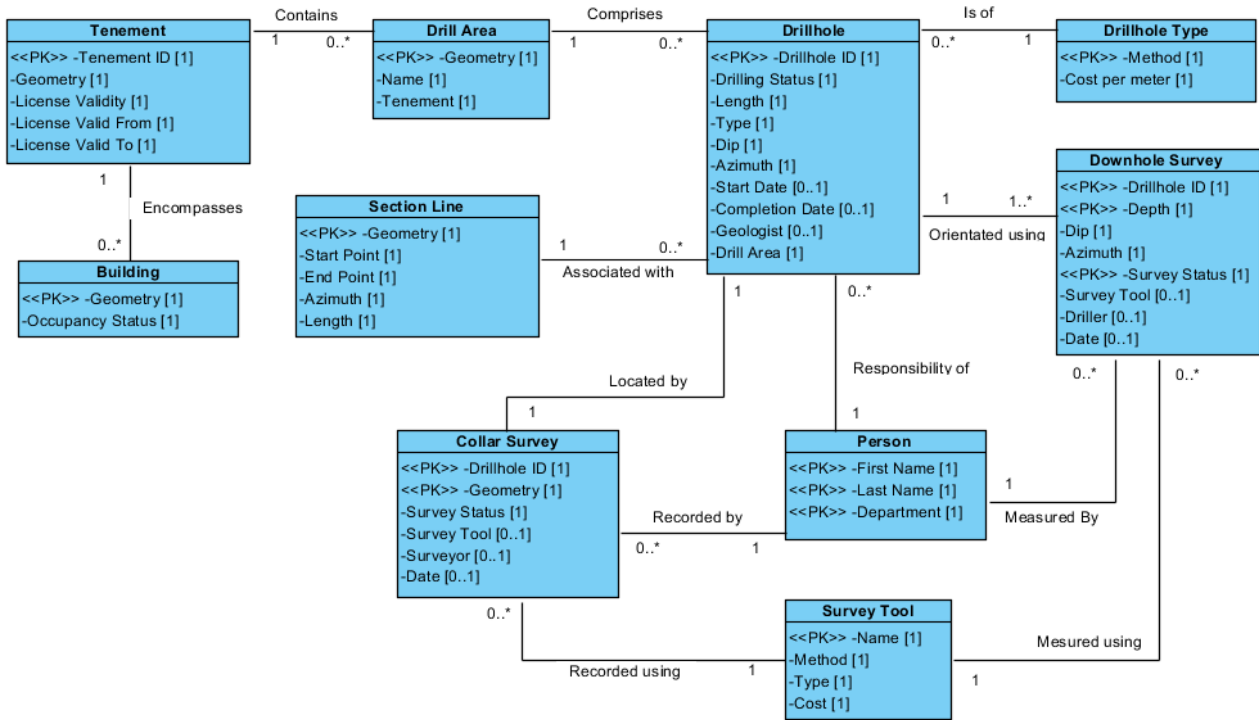 Tenement
<<PK>> -Tenement ID [1]
-Geometry [1]
-License Validity [1]
-License Valid From [1]
-License Valid To [1]
Contains
1
0..*
Drill Area
<<PK>> -Geometry [1]
-Name [1]
-Tenement [1]
Comprises
1
0..*
Drillhole
<<PK>> -Drillhole ID [1]
-Drilling Status [1]
-Length [1]
-Type [1]
-Dip [1]
-Azimuth [1]
-Start Date [0..1]
-Completion Date [0..1]
-Geologist [0..1]
-Drill Area [1]
Is of
0..*
1
Drillhole Type
<<PK>> -Method [1]
-Cost per meter [1]
1
Encompasses
0..*
Building
<<PK>> -Geometry [1]
-Occupancy Status [1]
Section Line
<<PK>> -Geometry [1]
-Start Point [1]
-End Point [1]
-Azimuth [1]
-Length [1]
1
0..*
Associated with
1
1..*
Orientated using
Downhole Survey
<<PK>> -Drillhole ID [1]
<<PK>> -Depth [1]
-Dip [1]
-Azimuth [1]
<<PK>> -Survey Status [1]
-Survey Tool [0..1]
-Driller [0..1]
-Date [0..1]
1
Located by
1
0..*
Responsibility of
1
0..*
0..*
Collar Survey
<<PK>> -Drillhole ID [1]
<<PK>> -Geometry [1]
-Survey Status [1]
-Survey Tool [0..1]
-Surveyor [0..1]
-Date [0..1]
Recorded by
0..*
1
Person
<<PK>> -First Name [1]
<<PK>> -Last Name [1]
<<PK>> -Department [1]
1
Measured By
0..*
Recorded using
1
Survey Tool
<<PK>> -Name [1]
-Method [1]
-Type [1]
-Cost [1]
Mesured using
1